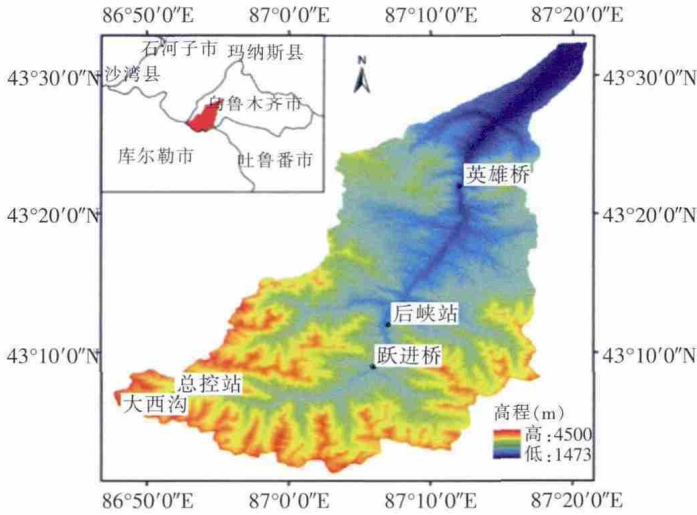 86°50′0″E 87°0′0″E 87°10′0″E 87°20′0″E
石河子市 玛纳斯县
沙湾县
乌鲁木齐市
库尔勒市 吐鲁番市
N
43°30′0″N 43°30′0″N
英雄桥
43°20′0″N 43°20′0″N
后峡站
跃进桥
43°10′0″N 43°10′0″N
总控站
大西沟
高程(m)
高:4500
低:1473
86°50′0″E 87°0′0″E 87°10′0″E 87°20′0″E